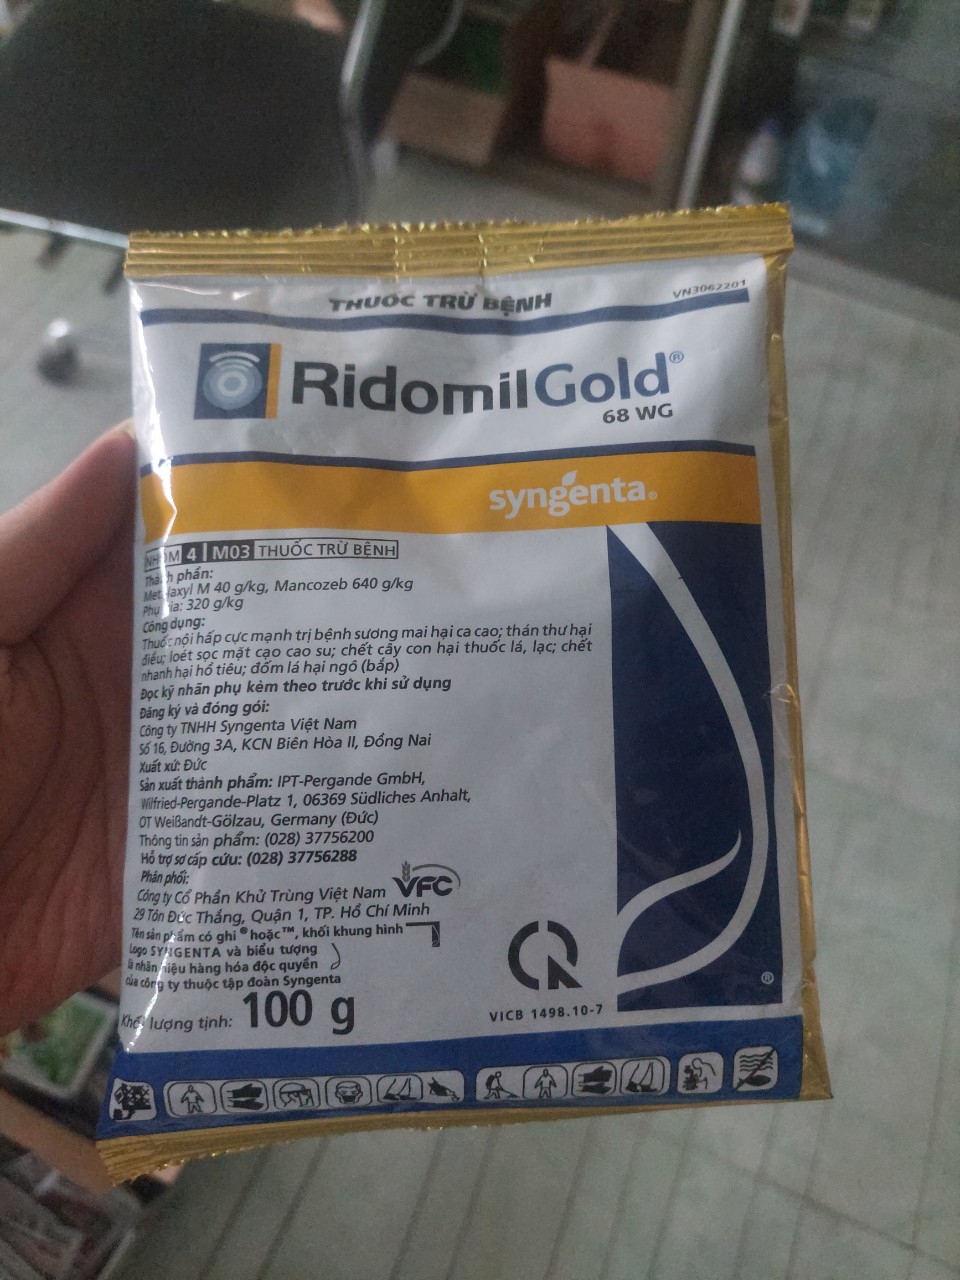 THUỐC TRỪ BỆNH
VN3062201
RidomilGold®
68 WG
syngenta®
NHÓM 4 M03 THUỐC TRỪ BỆNH
Thành phần:
Metalaxyl M 40 g/kg, Mancozeb 640 g/kg
Phụ gia: 320 g/kg
Công dụng:
Thuốc nội hấp cực mạnh trị bệnh sương mai hại ca cao; thán thư hại
điều; loét sọc mặt cạo cao su; chết cây con hại thuốc lá, lạc; chết
nhanh hại hồ tiêu; đốm lá hại ngô (bắp)
Đọc kỹ nhãn phụ kèm theo trước khi sử dụng
Đăng ký và đóng gói:
Công ty TNHH Syngenta Việt Nam
Số 16, Đường 3A, KCN Biên Hòa II, Đồng Nai
Xuất xứ: Đức
Sản xuất thành phẩm: IPT-Pergande GmbH,
Wilfried-Pergande-Platz 1, 06369 Südliches Anhalt,
OT Weißandt-Gölzau, Germany (Đức)
Thông tin sản phẩm: (028) 37756200
Hỗ trợ sơ cấp cứu: (028) 37756288
Phân phối:
Công ty Cổ Phần Khử Trùng Việt Nam VFC
29 Tôn Đức Thắng, Quận 1, TP. Hồ Chí Minh
Tên sản phẩm có ghi ® hoặc ™, khối khung hình
Logo SYNGENTA và biểu tượng
là nhãn hiệu hàng hóa độc quyền
của công ty thuộc tập đoàn Syngenta
Khối lượng tịnh: 100 g
VICB 1498.10-7
®